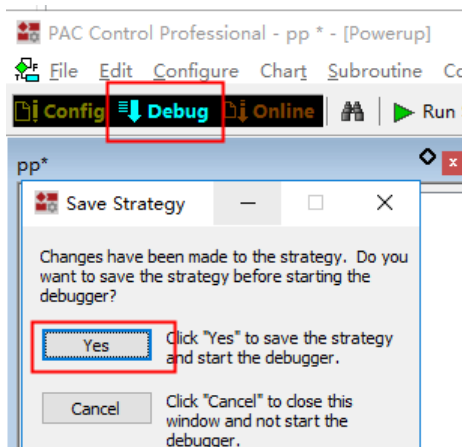 PAC Control Professional - pp * - [Powerup]
File Edit Configure Chart Subroutine
Config Debug Online Run
pp*
Save Strategy
Changes have been made to the strategy. Do you
want to save the strategy before starting the
debugger?
Yes
Click "Yes" to save the strategy
and start the debugger.
Cancel
Click "Cancel" to close this
window and not start the
debugger.